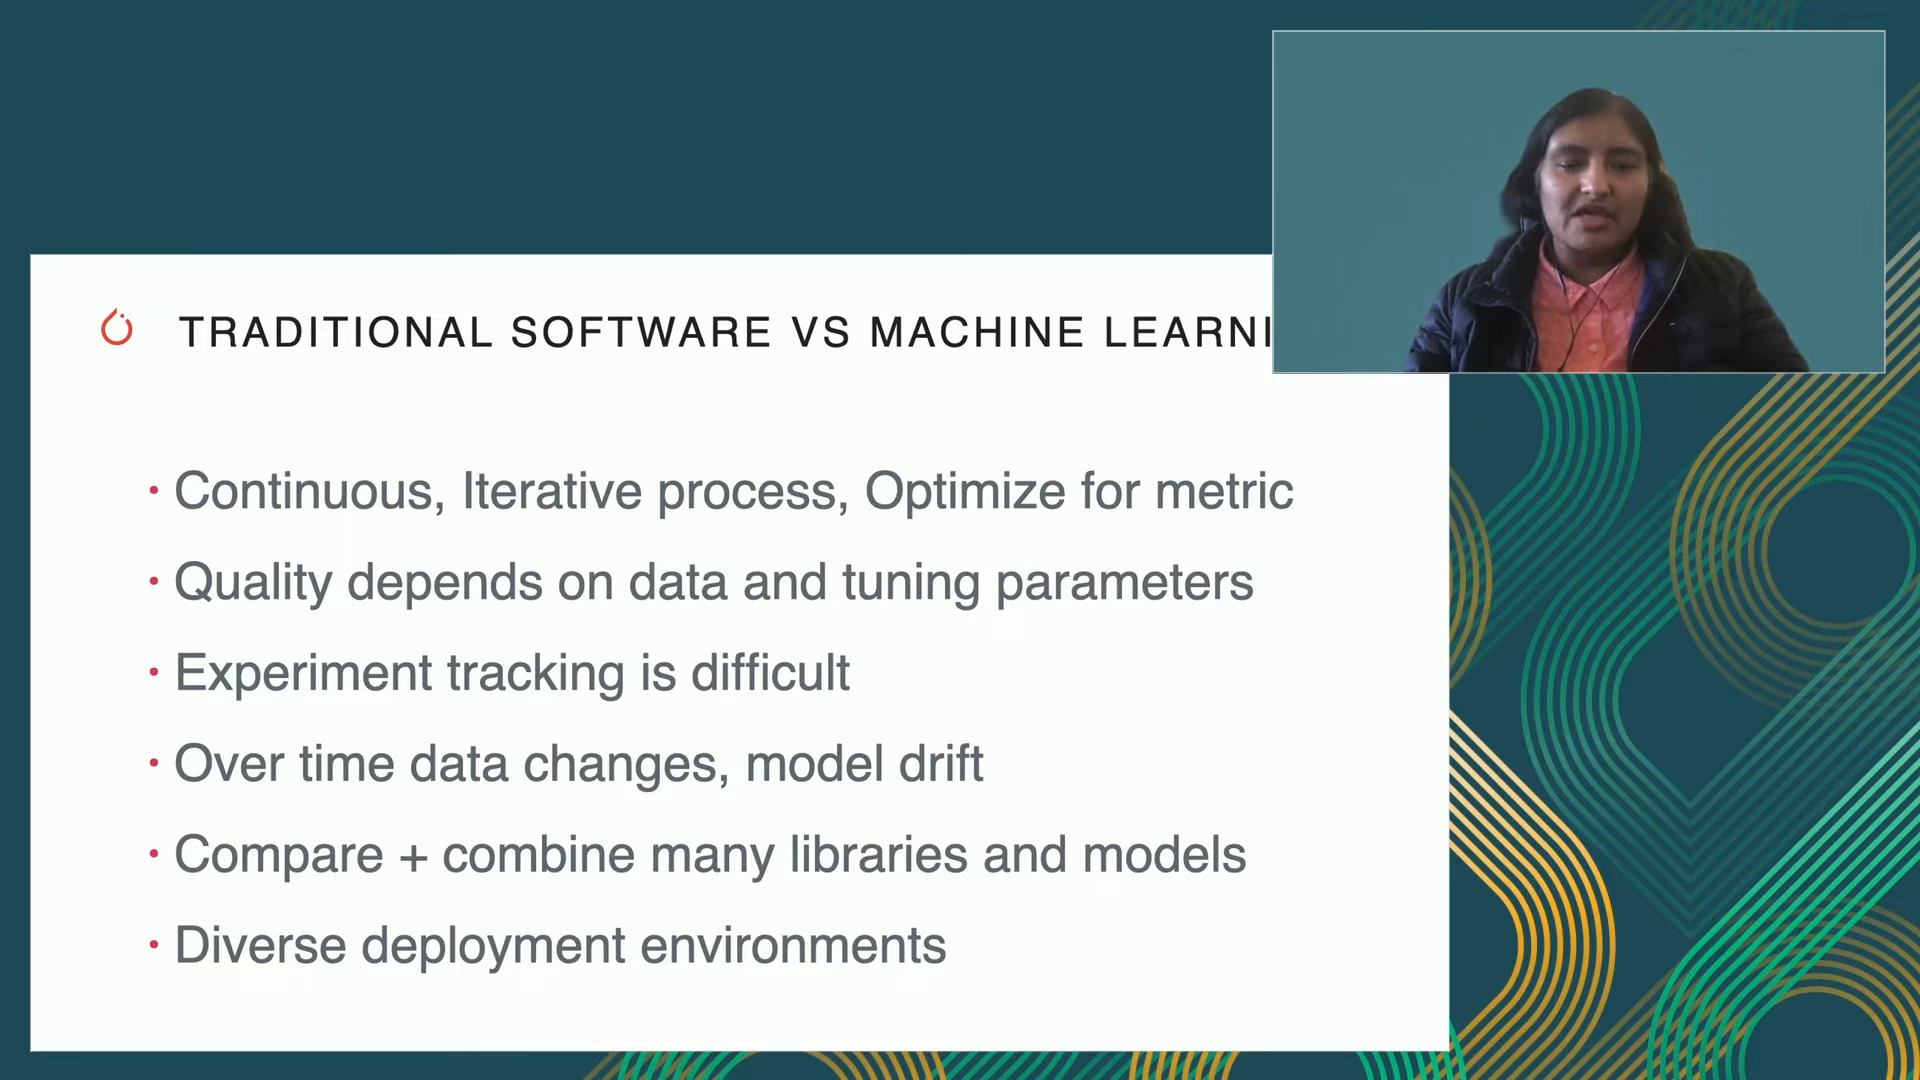 TRADITIONAL SOFTWARE VS MACHINE LEARNI
• Continuous, Iterative process, Optimize for metric
• Quality depends on data and tuning parameters
• Experiment tracking is difficult
• Over time data changes, model drift
• Compare + combine many libraries and models
• Diverse deployment environments